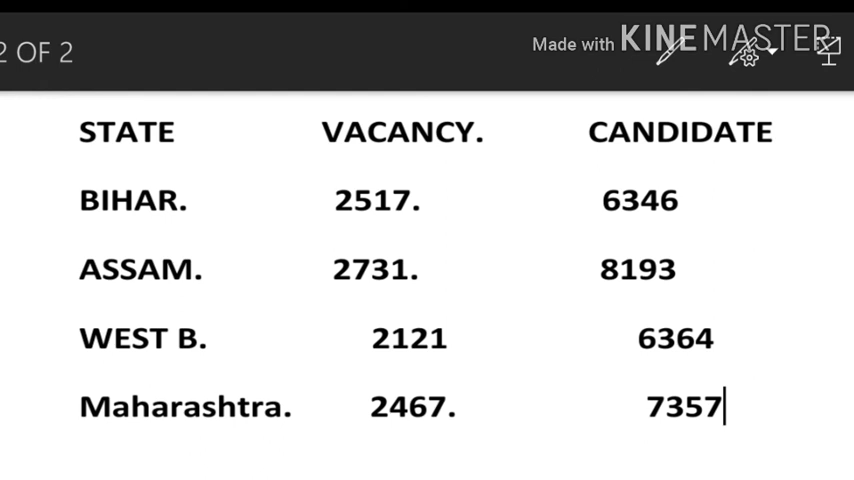 2 OF 2
Made with KINEMASTER
STATE VACANCY. CANDIDATE
BIHAR. 2517. 6346
ASSAM. 2731. 8193
WEST B. 2121 6364
Maharashtra. 2467. 7357